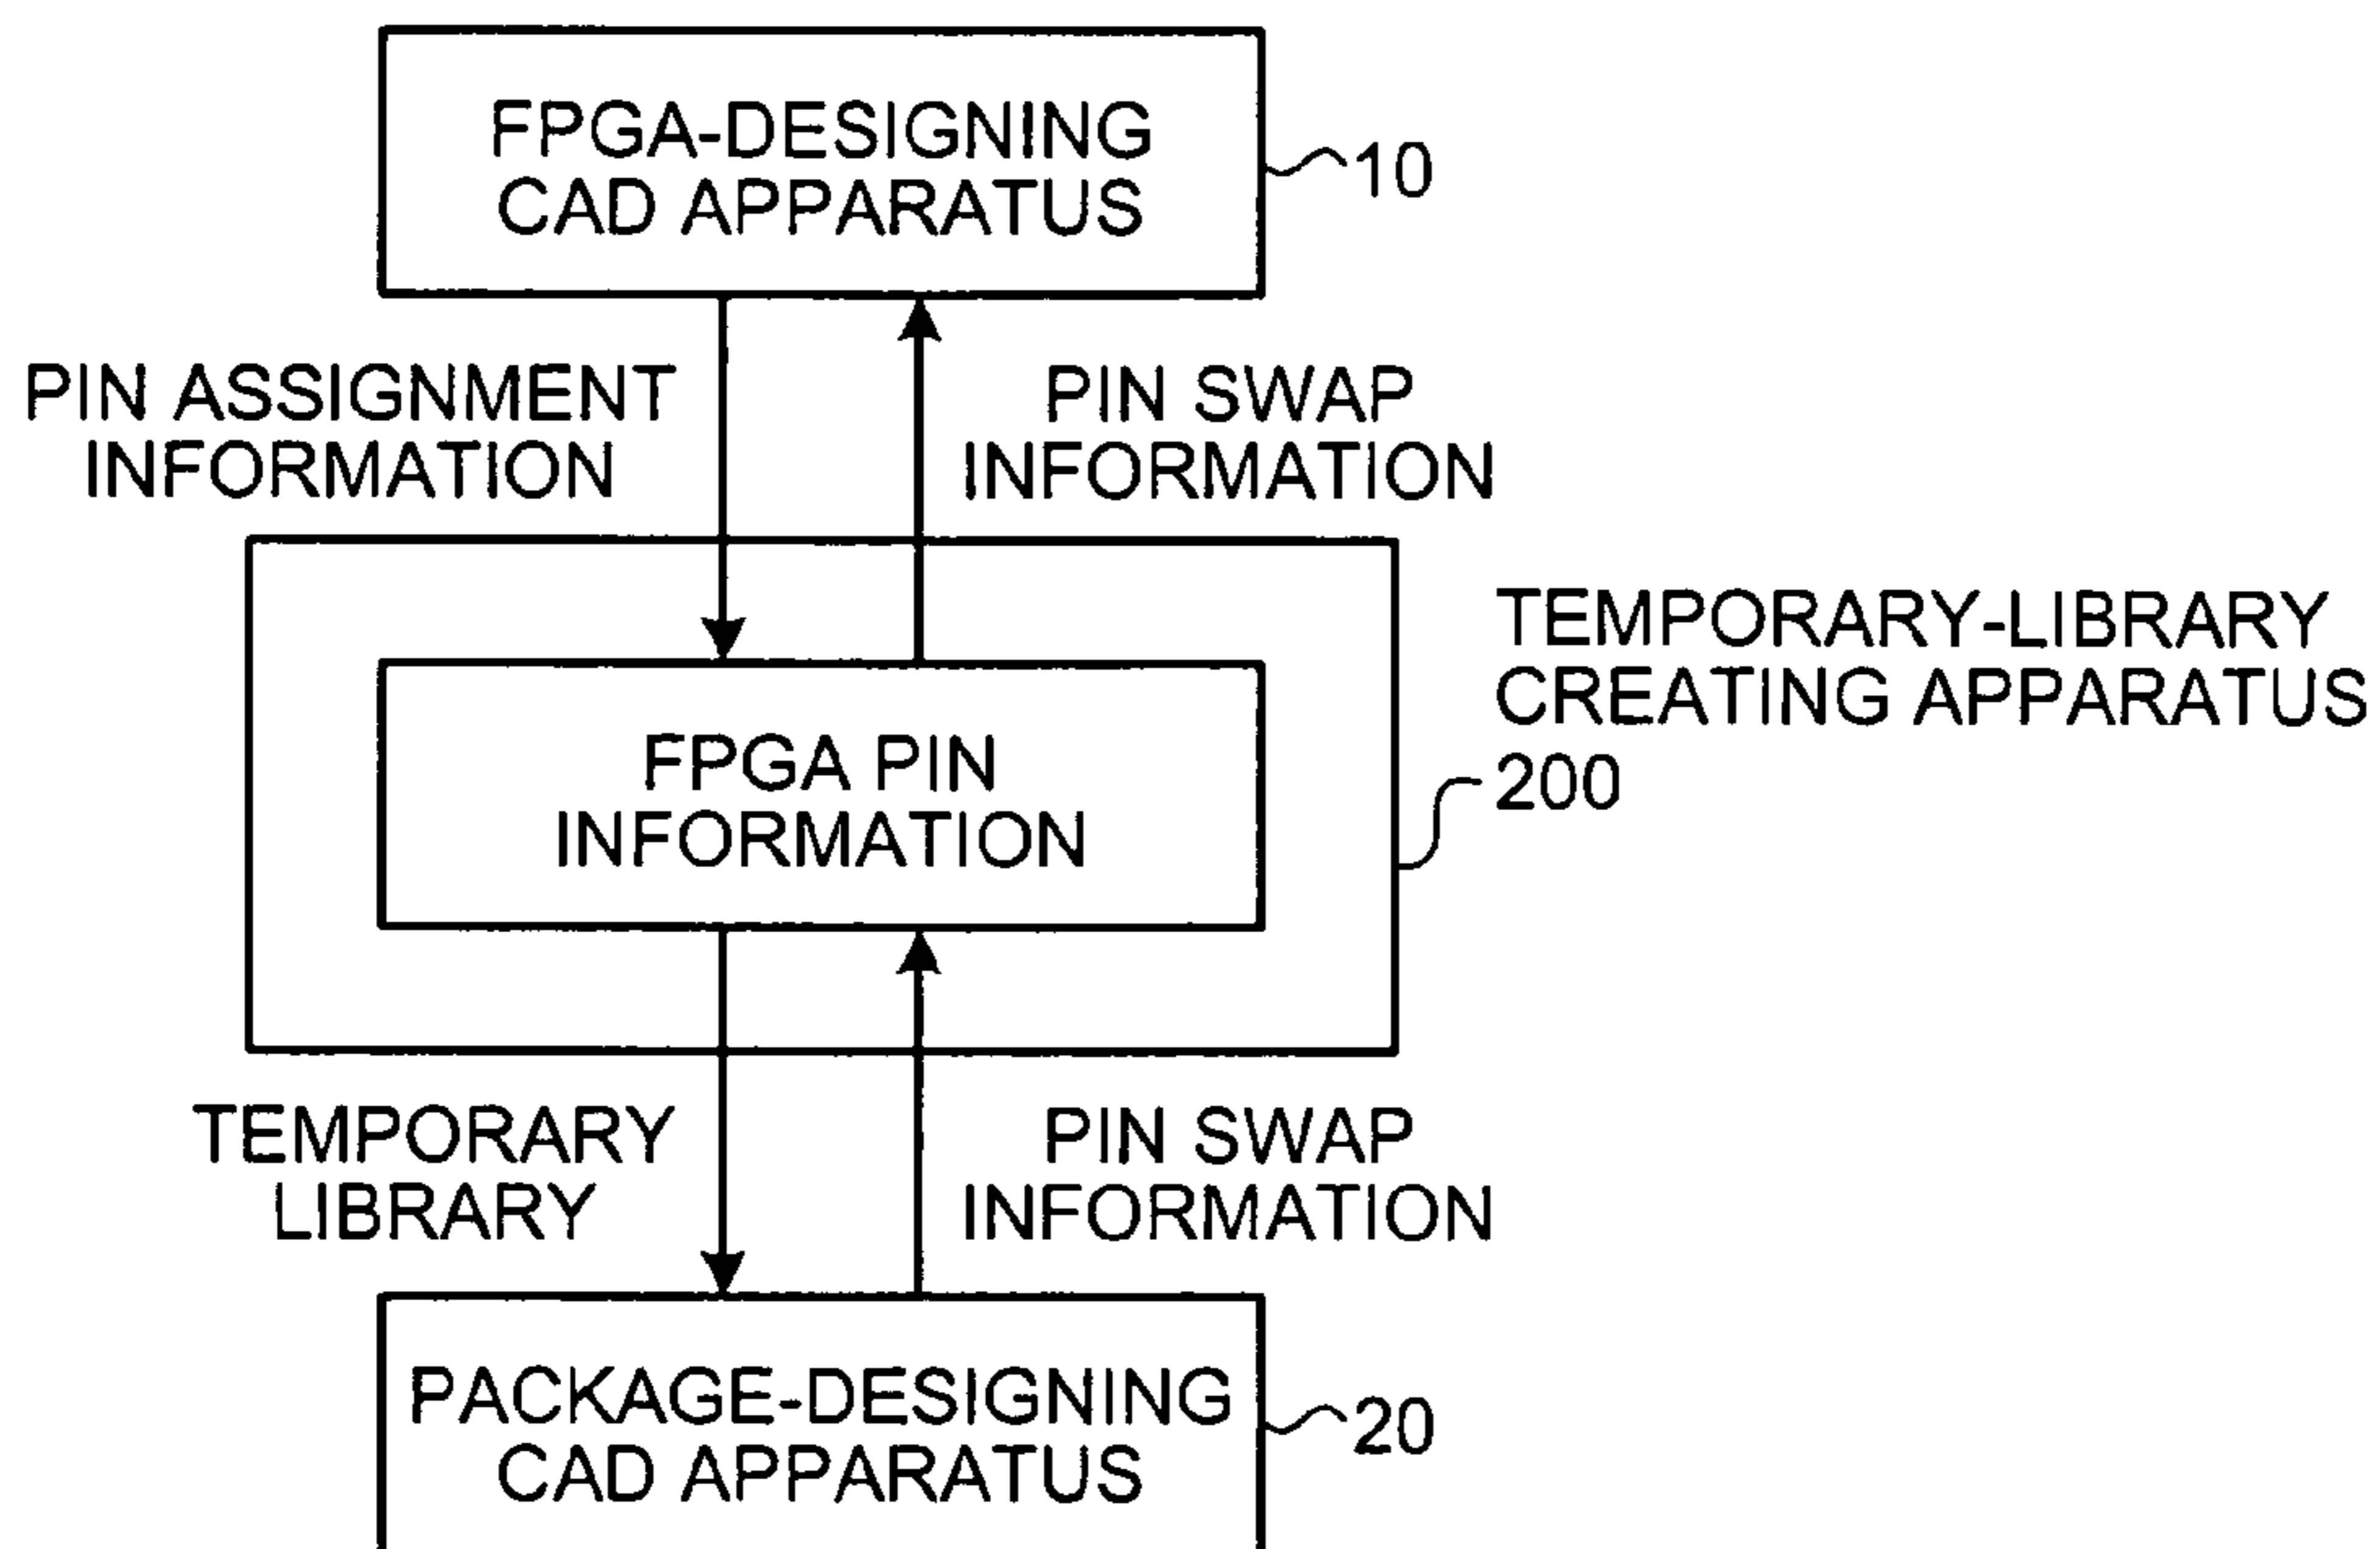 FPGA-DESIGNING
CAD APPARATUS
10
PIN ASSIGNMENT
INFORMATION
PIN SWAP
INFORMATION
TEMPORARY-LIBRARY
CREATING APPARATUS
200
FPGA PIN
INFORMATION
TEMPORARY
LIBRARY
PIN SWAP
INFORMATION
PACKAGE-DESIGNING
CAD APPARATUS
20